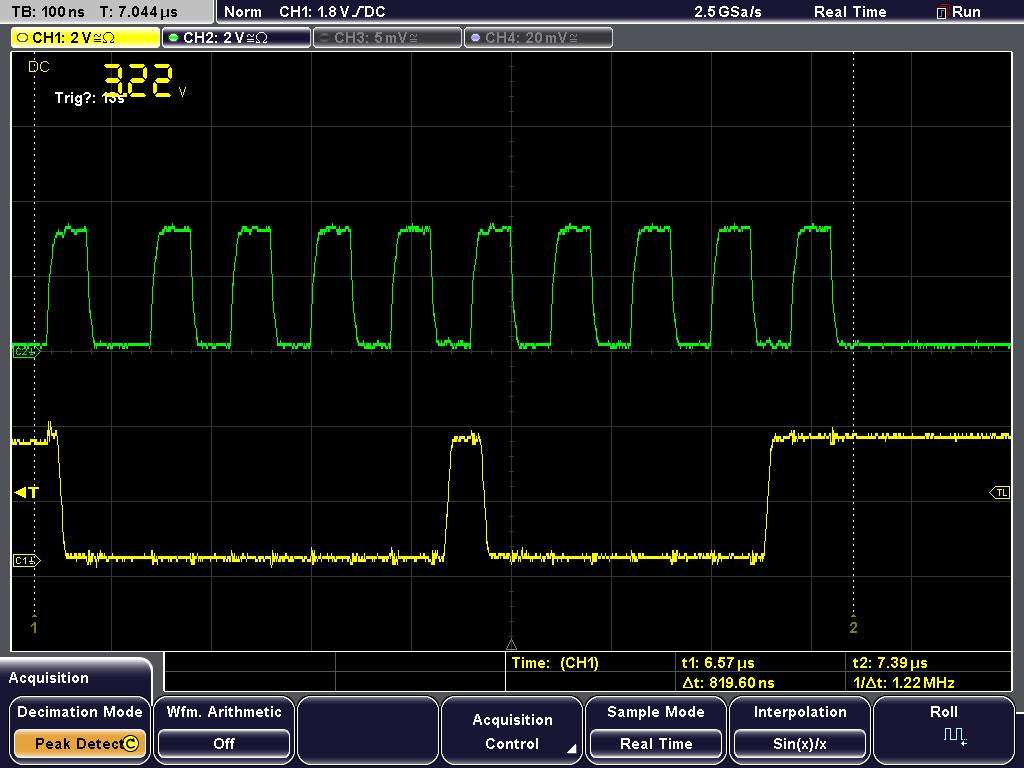 TB: 100 ns T: 7.044 µs Norm CH1: 1.8 V DC 2.5 GSa/s Real Time Run
CH1: 2 V≅Ω CH2: 2 V≅Ω CH3: 5 mV≅ CH4: 20 mV≅
DC
3.22 V
Trig?: 13s
C2
T
TL
C1
1 2
Time: (CH1) t1: 6.57 µs t2: 7.39 µs
Δt: 819.60 ns 1/Δt: 1.22 MHz
Acquisition
Decimation Mode Wfm. Arithmetic Acquisition Sample Mode Interpolation Roll
Peak Detect C Off Control Real Time Sin(x)/x